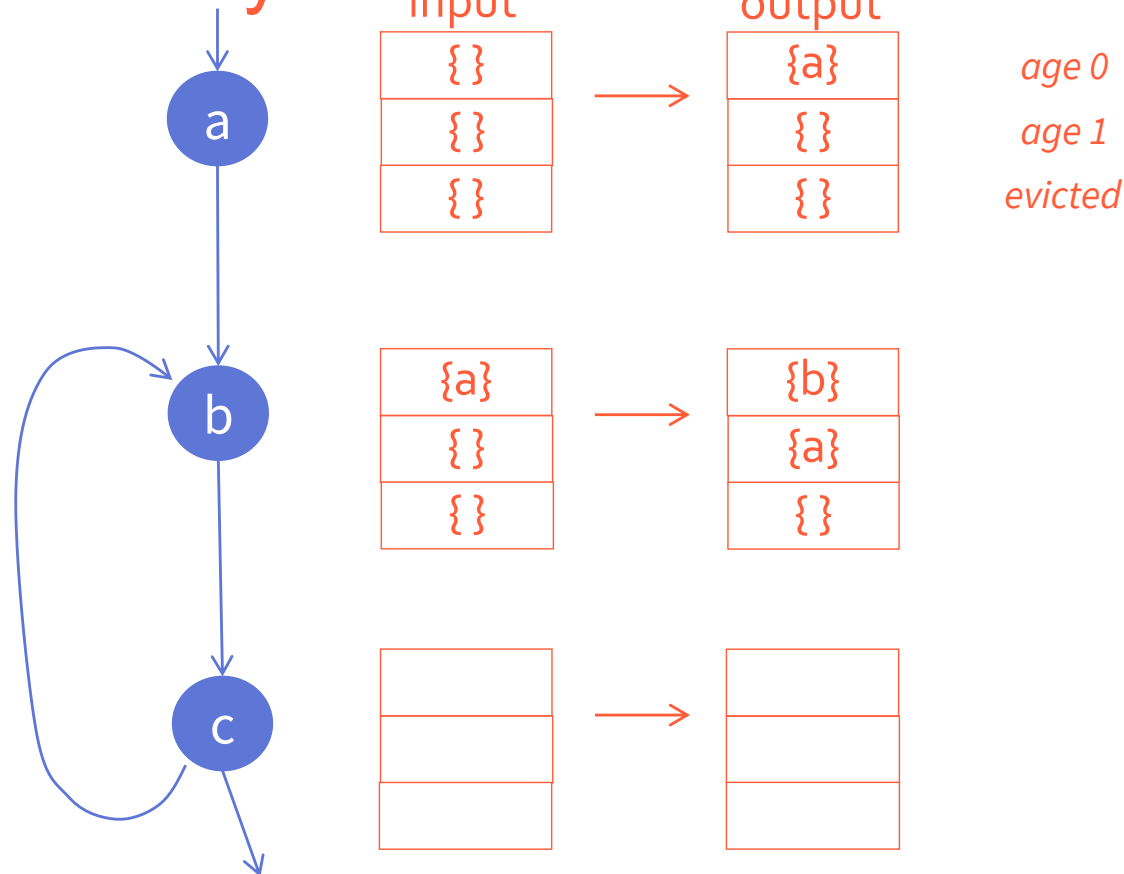 input output
{ } {a} age 0
a
{ } { } age 1
{ } { } evicted
{a} {b}
b
{ } {a}
{ } { }
c